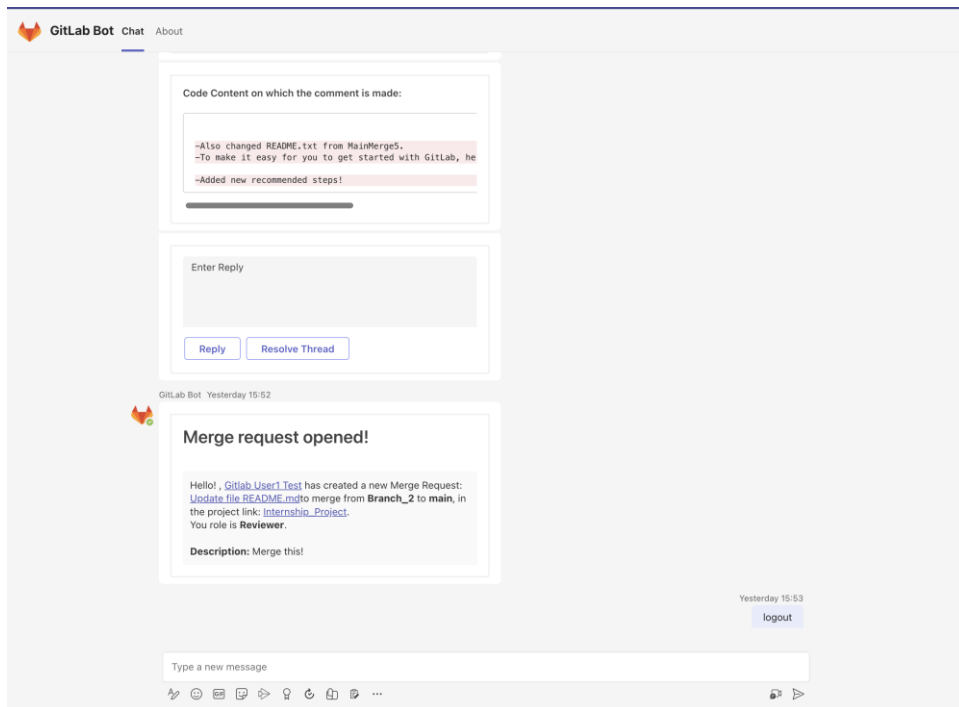 GitLab Bot Chat About
Code Content on which the comment is made:
-Also changed README.txt from MainMerge5.
-To make it easy for you to get started with GitLab, he
-Added new recommended steps!
Enter Reply
Reply Resolve Thread
GitLab Bot Yesterday 15:52
Merge request opened!
Hello! , Gitlab User1 Test has created a new Merge Request:
Update file README.mdto merge from Branch_2 to main, in
the project link: Internship_Project.
You role is Reviewer.
Description: Merge this!
Yesterday 15:53
logout
Type a new message
GIF